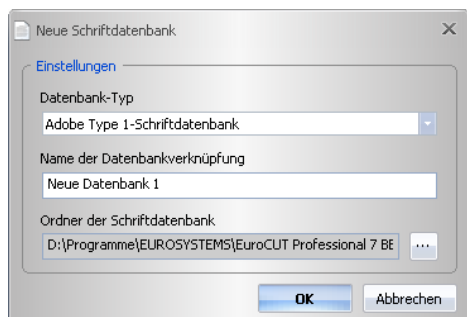 Neue Schriftdatenbank
Einstellungen
Datenbank-Typ
Adobe Type 1-Schriftdatenbank
Name der Datenbankverknüpfung
Neue Datenbank 1
Ordner der Schriftdatenbank
D:\Programme\EUROSYSTEMS\EuroCUT Professional 7 BE ...
OK Abbrechen